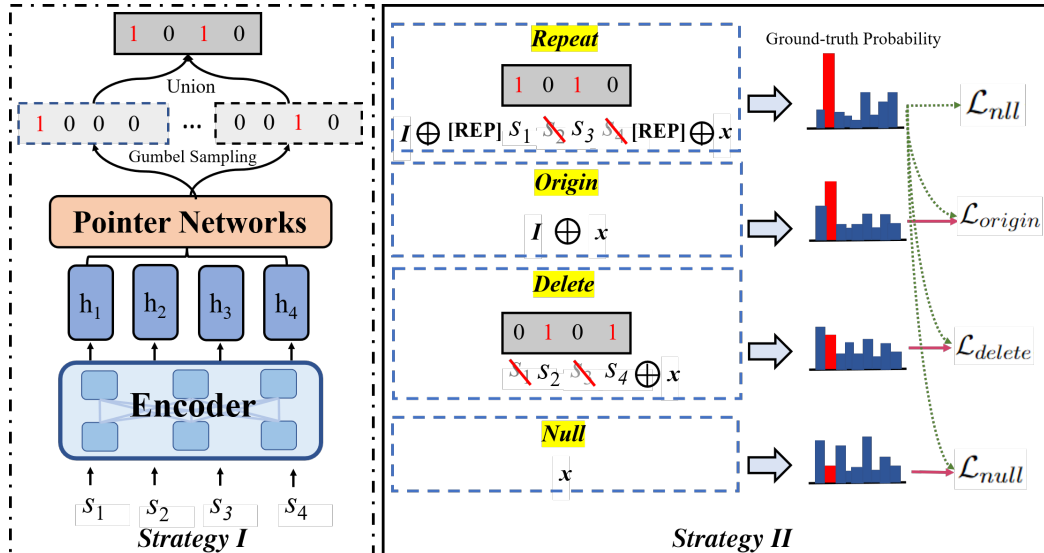 1 0 1 0
Union
1 0 0 0 ... 0 0 1 0
Gumbel Sampling
Pointer Networks
h1 h2 h3 h4
Encoder
s1 s2 s3 s4
Strategy I
Repeat
1 0 1 0
I ⊕ [REP] s1 s2 s3 s4 [REP] ⊕ x
Origin
I ⊕ x
Delete
0 1 0 1
s1 s2 s3 s4 ⊕ x
Null
x
Strategy II
Ground-truth Probability
ℒnll
ℒorigin
ℒdelete
ℒnull